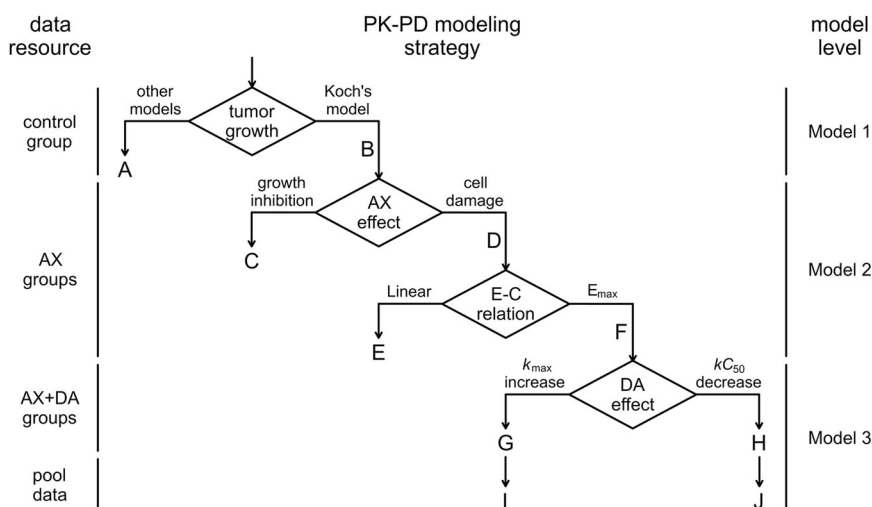 data
resource
PK-PD modeling
strategy
model
level
other
models
Koch's
model
tumor
growth
control
group
Model 1
A
B
growth
inhibition
cell
damage
AX
effect
C
D
AX
groups
Model 2
Linear
E-C
relation
Emax
E
F
kmax
increase
kC50
decrease
DA
effect
AX+DA
groups
G
H
Model 3
pool
data
I
J